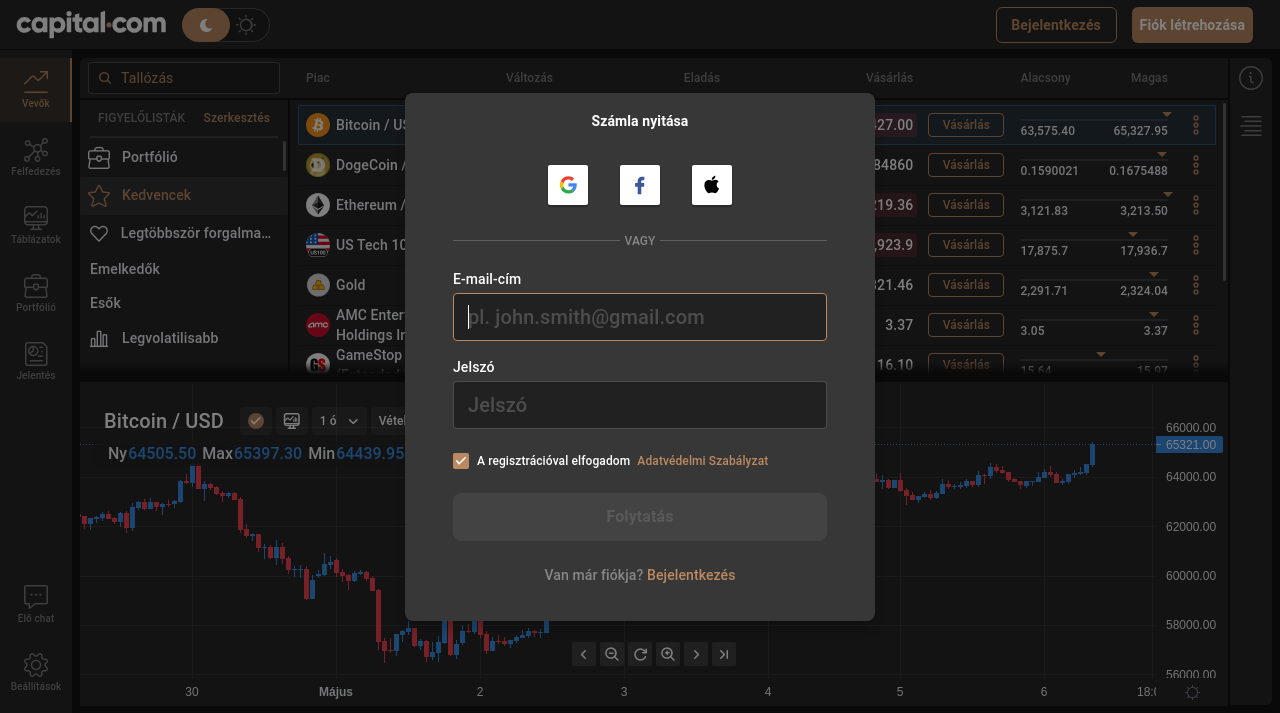 capital.com
Bejelentkezés
Fiók létrehozása
Vevők
Felfedezés
Táblázatok
Portfólió
Jelentés
Élő chat
Beállítások
Tallózás
FIGYELŐLISTÁK
Szerkesztés
Portfólió
Kedvencek
Legtöbbször forgalma...
Emelkedők
Esők
Legvolatilisabb
Piac
Változás
Eladás
Vásárlás
Alacsony
Magas
Bitcoin / US
27.00
Vásárlás
63,575.40
65,327.95
DogeCoin /
84860
Vásárlás
0.1590021
0.1675488
Ethereum /
219.36
Vásárlás
3,121.83
3,213.50
US100
US Tech 10
,923.9
Vásárlás
17,875.7
17,936.7
Gold
321.46
Vásárlás
2,291.71
2,324.04
amc
AMC Enter
Holdings In
3.37
Vásárlás
3.05
3.37
GameStop
16.10
Vásárlás
15.64
15.97
Számla nyitása
VAGY
E-mail-cím
pl. john.smith@gmail.com
Jelszó
Jelszó
A regisztrációval elfogadom Adatvédelmi Szabályzat
Folytatás
Van már fiókja? Bejelentkezés
Bitcoin / USD
1 ó
Vétel
Ny 64505.50 Max 65397.30 Min 64439.95
66000.00
65321.00
64000.00
62000.00
60000.00
58000.00
56000.00
30
Május
2
3
4
5
6
18:0